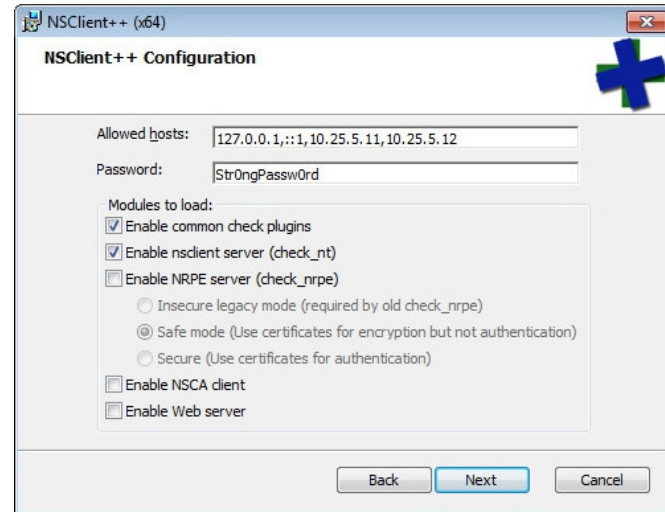 NSClient++ (x64)
NSClient++ Configuration
Allowed hosts: 127.0.0.1,::1,10.25.5.11,10.25.5.12
Password: Str0ngPassw0rd
Modules to load:
Enable common check plugins
Enable nsclient server (check_nt)
Enable NRPE server (check_nrpe)
Insecure legacy mode (required by old check_nrpe)
Safe mode (Use certificates for encryption but not authentication)
Secure (Use certificates for authentication)
Enable NSCA client
Enable Web server
Back Next Cancel